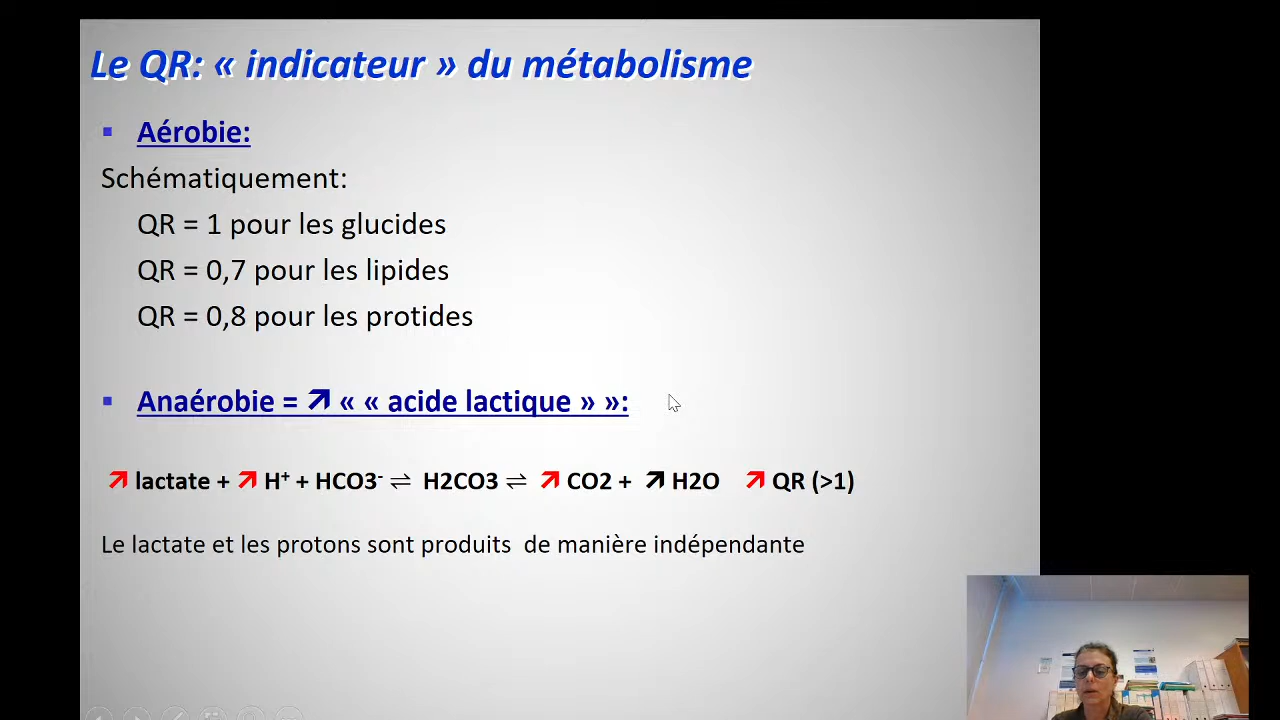 Le QR: « indicateur » du métabolisme
▪ Aérobie:
Schématiquement:
QR = 1 pour les glucides
QR = 0,7 pour les lipides
QR = 0,8 pour les protides
▪ Anaérobie = ↗ « « acide lactique » »:
↗ lactate + ↗ H⁺ + HCO3⁻ ⇌ H2CO3 ⇌ ↗ CO2 + ↗ H2O ↗ QR (>1)
Le lactate et les protons sont produits de manière indépendante